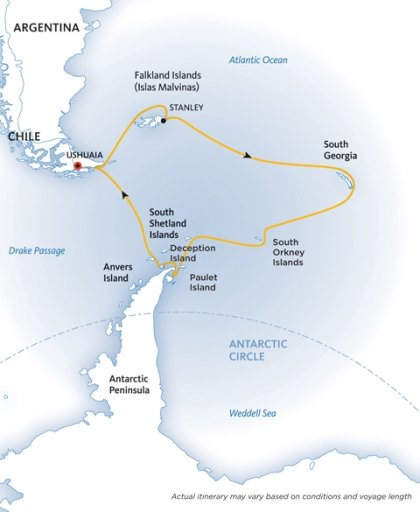 ARGENTINA
Atlantic Ocean
Falkland Islands
(Islas Malvinas)
STANLEY
CHILE
USHUAIA
South
Georgia
South
Shetland
Islands
Drake Passage
Deception
Island
South
Orkney
Islands
Anvers
Island
Paulet
Island
ANTARCTIC
CIRCLE
Antarctic
Peninsula
Weddell Sea
Actual itinerary may vary based on conditions and voyage length